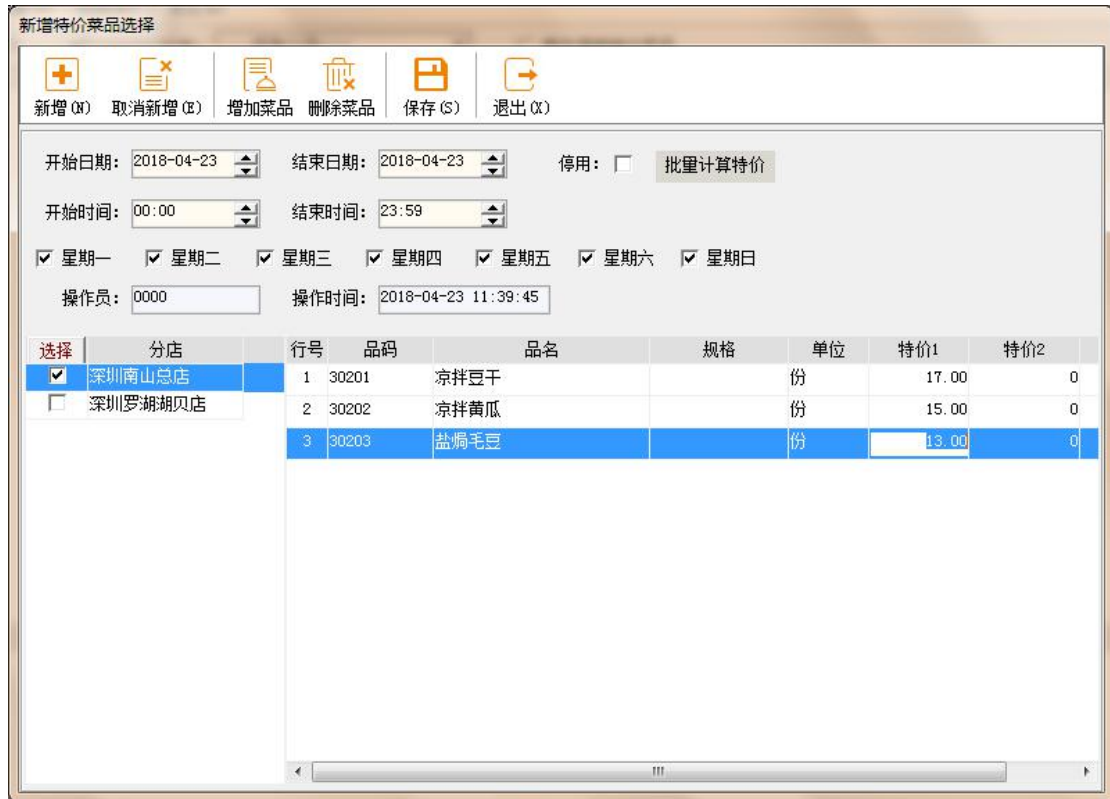 新增特价菜品选择
新增(N) 取消新增(E) 增加菜品 删除菜品 保存(S) 退出(X)
开始日期: 2018-04-23 结束日期: 2018-04-23 停用: 批量计算特价
开始时间: 00:00 结束时间: 23:59
星期一 星期二 星期三 星期四 星期五 星期六 星期日
操作员: 0000 操作时间: 2018-04-23 11:39:45
选择 分店 行号 品码 品名 规格 单位 特价1 特价2
深圳南山总店 1 30201 凉拌豆干 份 17.00 0
深圳罗湖湖贝店 2 30202 凉拌黄瓜 份 15.00 0
3 30203 盐焗毛豆 份 13.00 0